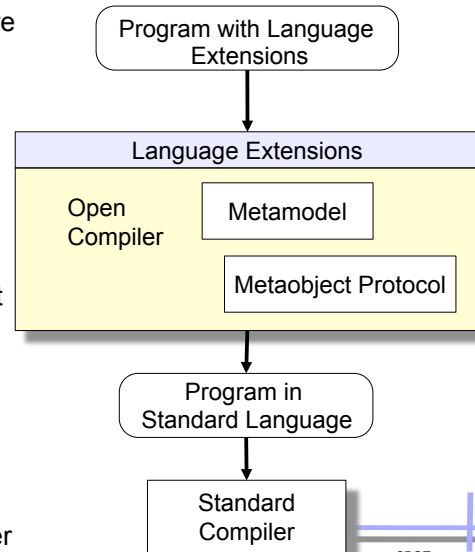 Program with Language
Extensions
Language Extensions
Open
Compiler
Metamodel
Metaobject Protocol
Program in
Standard Language
Standard
Compiler